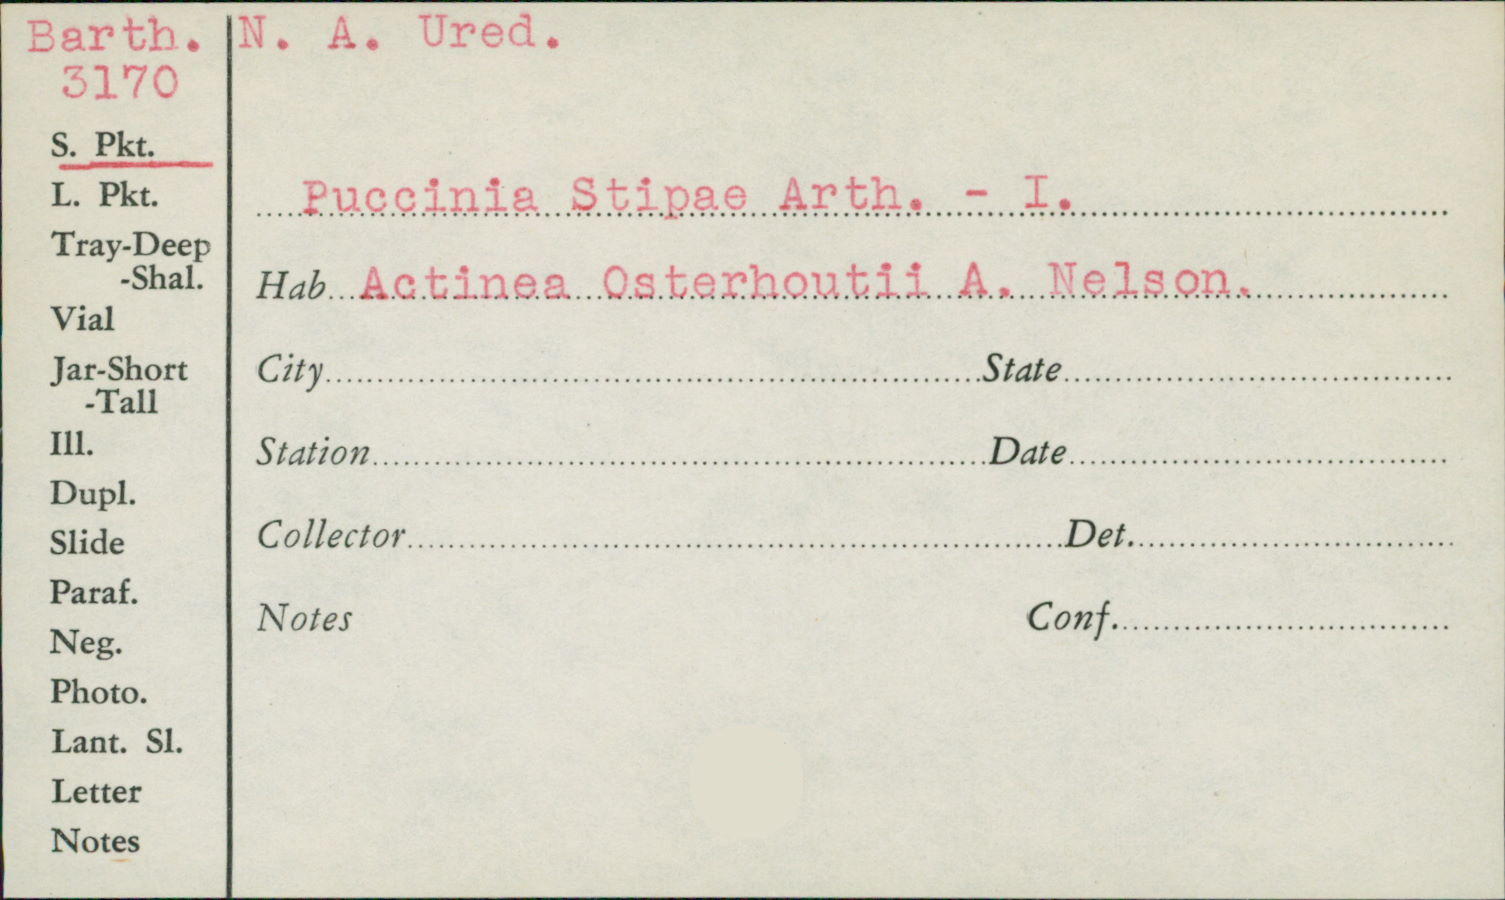 Barth. N. A. Ured.
3170
S. Pkt.
L. Pkt.
Tray-Deep
-Shal.
Vial
Jar-Short
-Tall
Ill.
Dupl.
Slide
Paraf.
Neg.
Photo.
Lant. Sl.
Letter
Notes
Puccinia Stipae Arth. - I.
Hab. Actinea Osterhoutii A. Nelson.
City State
Station Date
Collector Det.
Notes Conf.